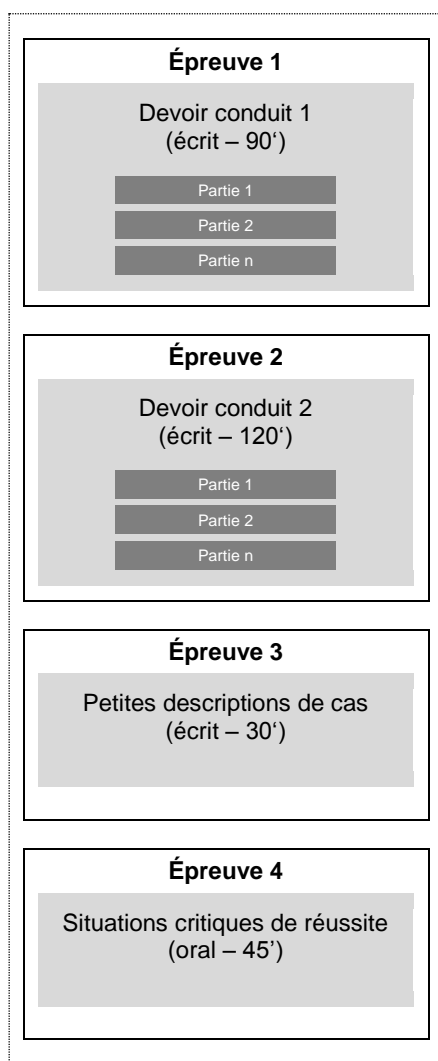 Épreuve 1
Devoir conduit 1
(écrit – 90‘)
Partie 1
Partie 2
Partie n
Épreuve 2
Devoir conduit 2
(écrit – 120‘)
Partie 1
Partie 2
Partie n
Épreuve 3
Petites descriptions de cas
(écrit – 30‘)
Épreuve 4
Situations critiques de réussite
(oral – 45’)